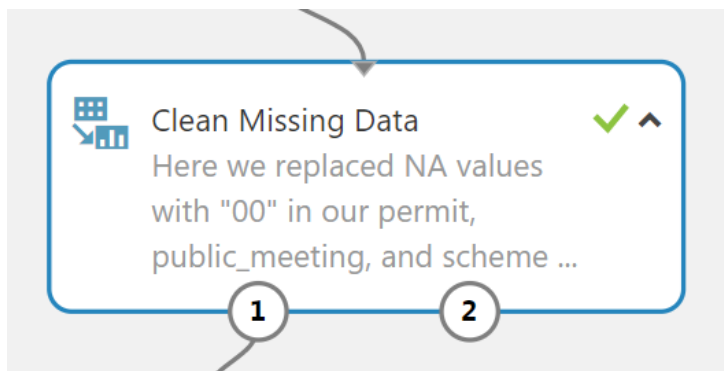 Clean Missing Data
Here we replaced NA values
with "00" in our permit,
public_meeting, and scheme ...
1
2